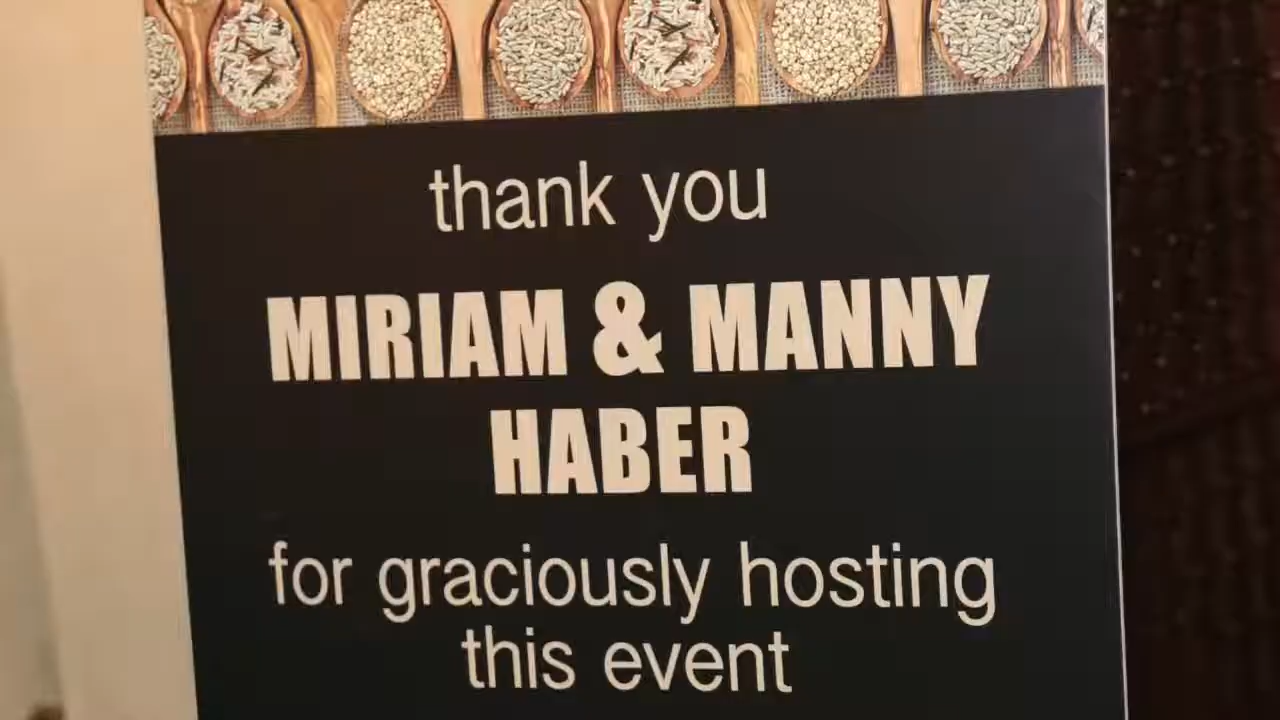 thank you
MIRIAM & MANNY
HABER
for graciously hosting
this event